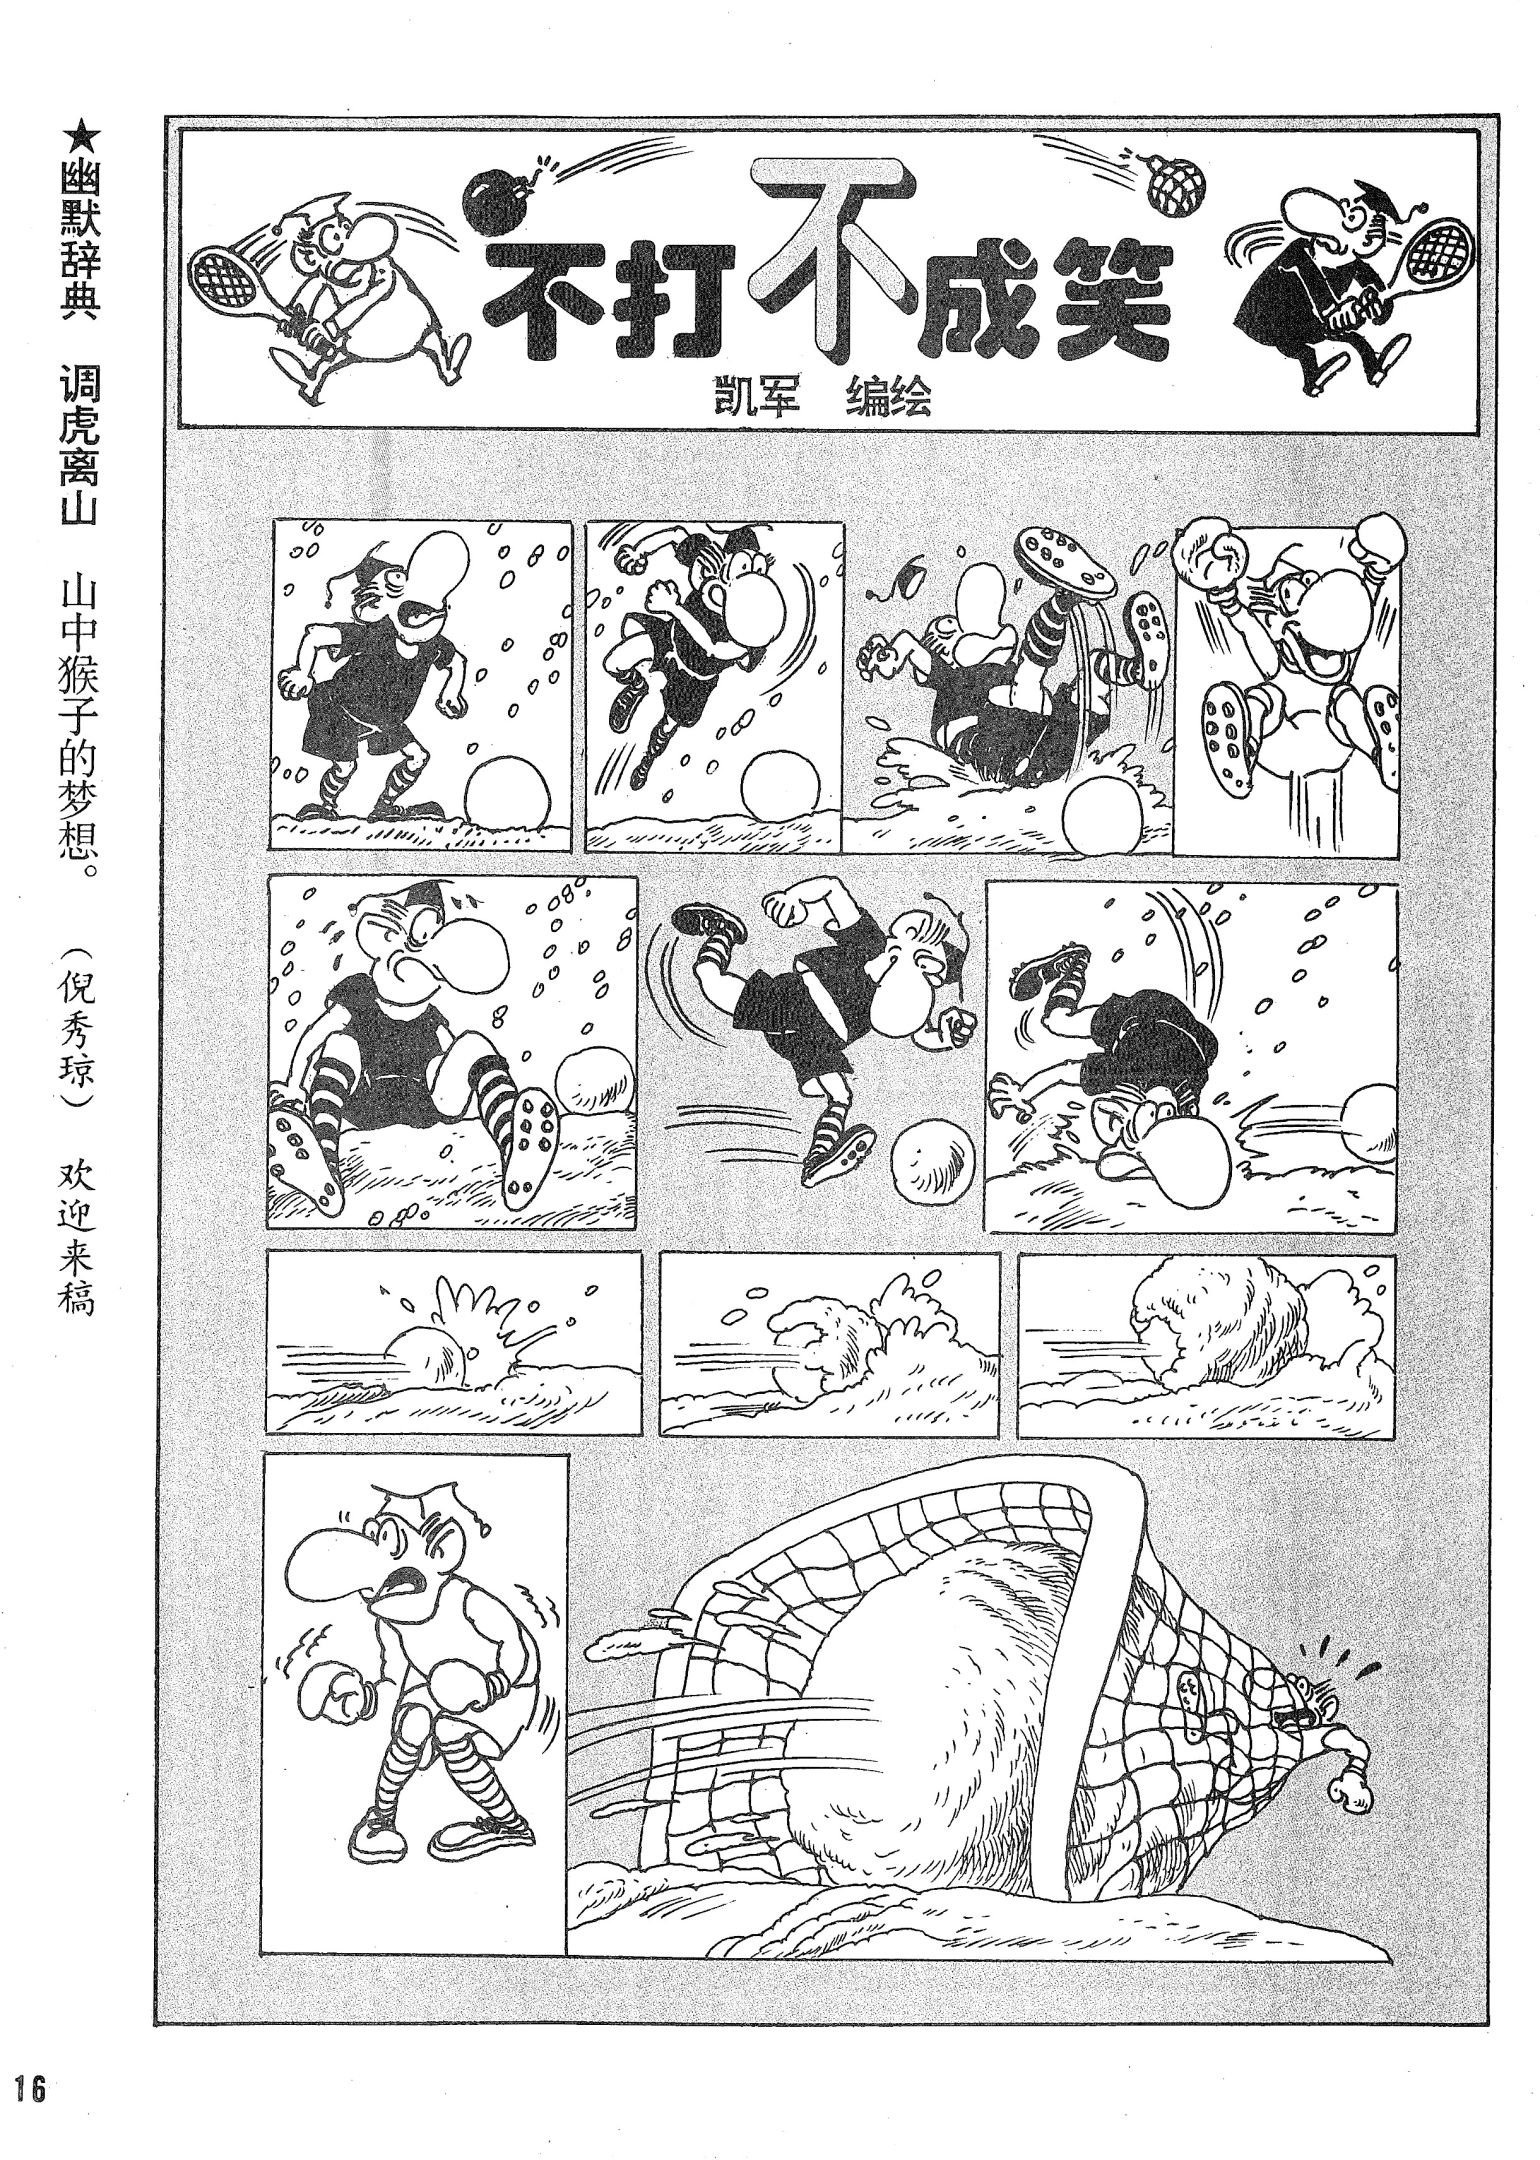 不打不成笑
凯军 编绘
★幽默辞典 调虎离山 山中猴子的梦想。（倪秀琼） 欢迎来稿
16